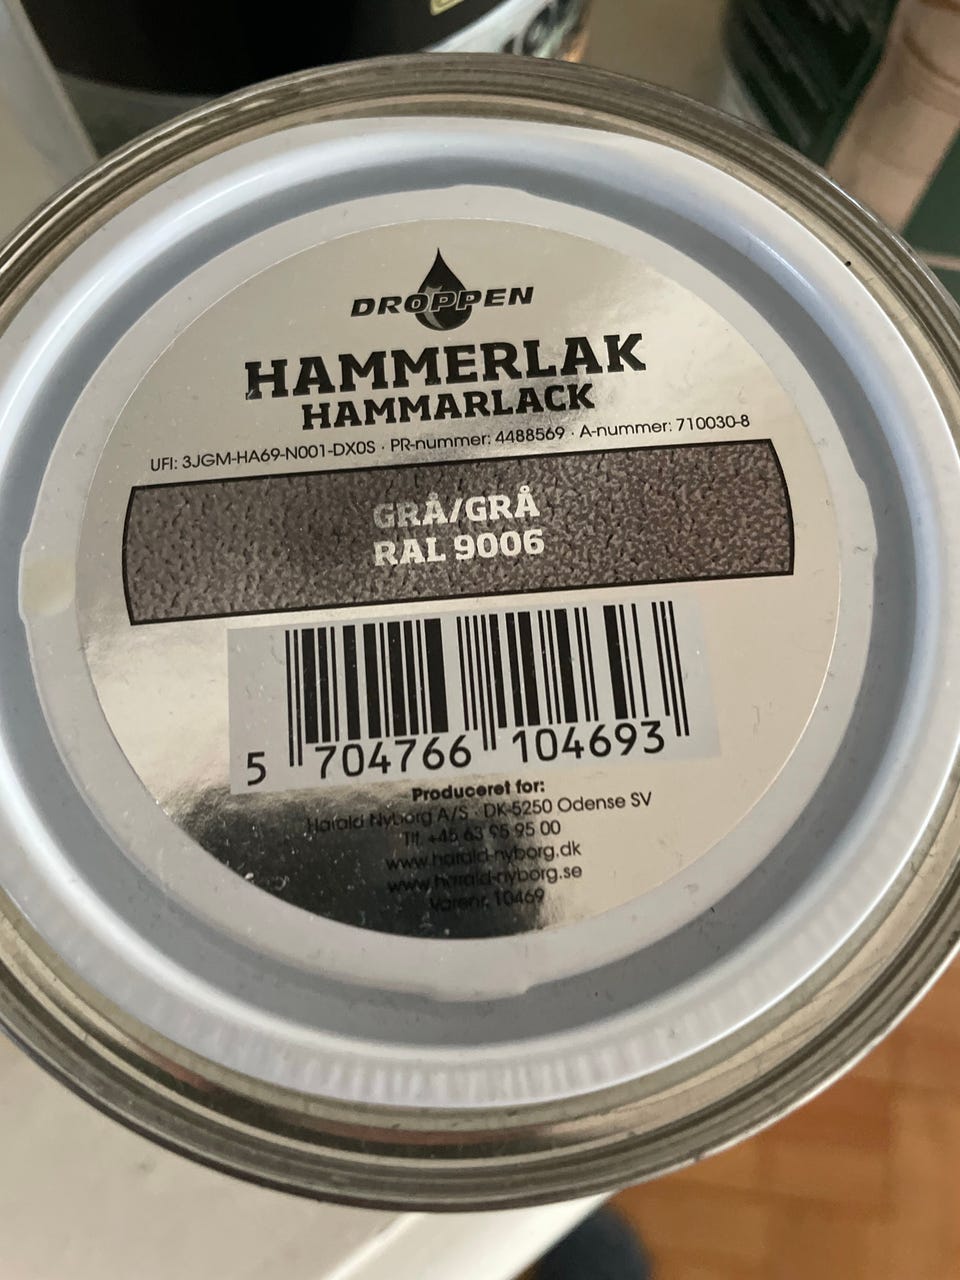 DROPPEN
HAMMERLAK
HAMMARLACK
UFI: 3JGM-HA69-N001-DX0S · PR-nummer: 4488569 · A-nummer: 710030-8
GRÅ/GRÅ
RAL 9006
5 704766 104693
Produceret for:
Harald Nyborg A/S · DK-5250 Odense SV
Tlf. +45 63 95 95 00
www.harald-nyborg.dk
www.harald-nyborg.se
Varenr. 10469